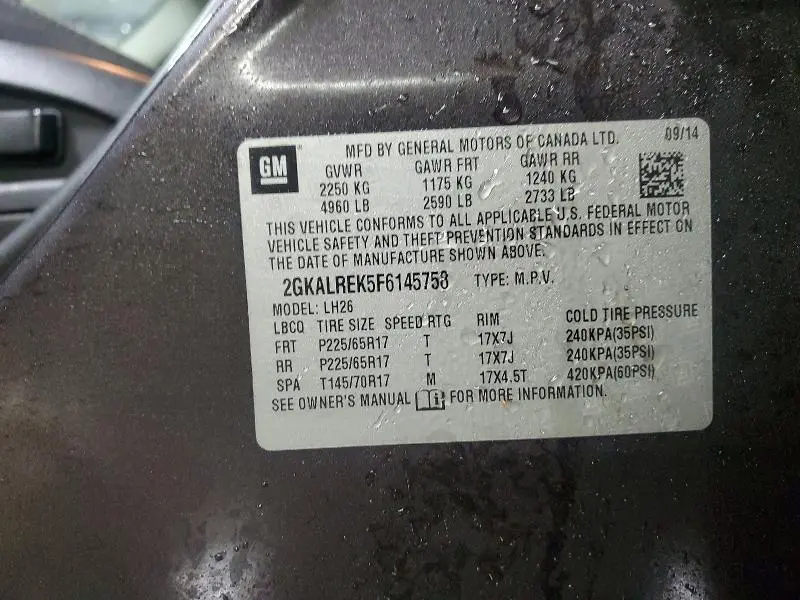 GM
MFD BY GENERAL MOTORS OF CANADA LTD. 09/14
GVWR GAWR FRT GAWR RR
2250 KG 1175 KG 1240 KG
4960 LB 2590 LB 2733 LB
THIS VEHICLE CONFORMS TO ALL APPLICABLE U.S. FEDERAL MOTOR
VEHICLE SAFETY AND THEFT PREVENTION STANDARDS IN EFFECT ON
THE DATE OF MANUFACTURE SHOWN ABOVE.
2GKALREK5F6145758 TYPE: M.P.V.
MODEL: LH26
LBCQ TIRE SIZE SPEED RTG RIM COLD TIRE PRESSURE
FRT P225/65R17 T 17X7J 240KPA(35PSI)
RR P225/65R17 T 17X7J 240KPA(35PSI)
SPA T145/70R17 M 17X4.5T 420KPA(60PSI)
SEE OWNER'S MANUAL FOR MORE INFORMATION.